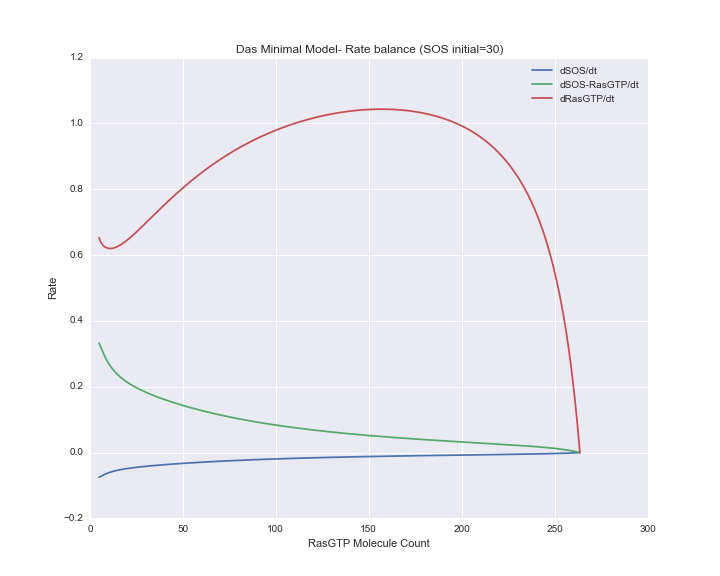 Das Minimal Model- Rate balance (SOS initial=30)
dSOS/dt
dSOS-RasGTP/dt
dRasGTP/dt
1.2
1.0
0.8
0.6
0.4
0.2
0.0
−0.2
Rate
0
50
100
150
200
250
300
RasGTP Molecule Count